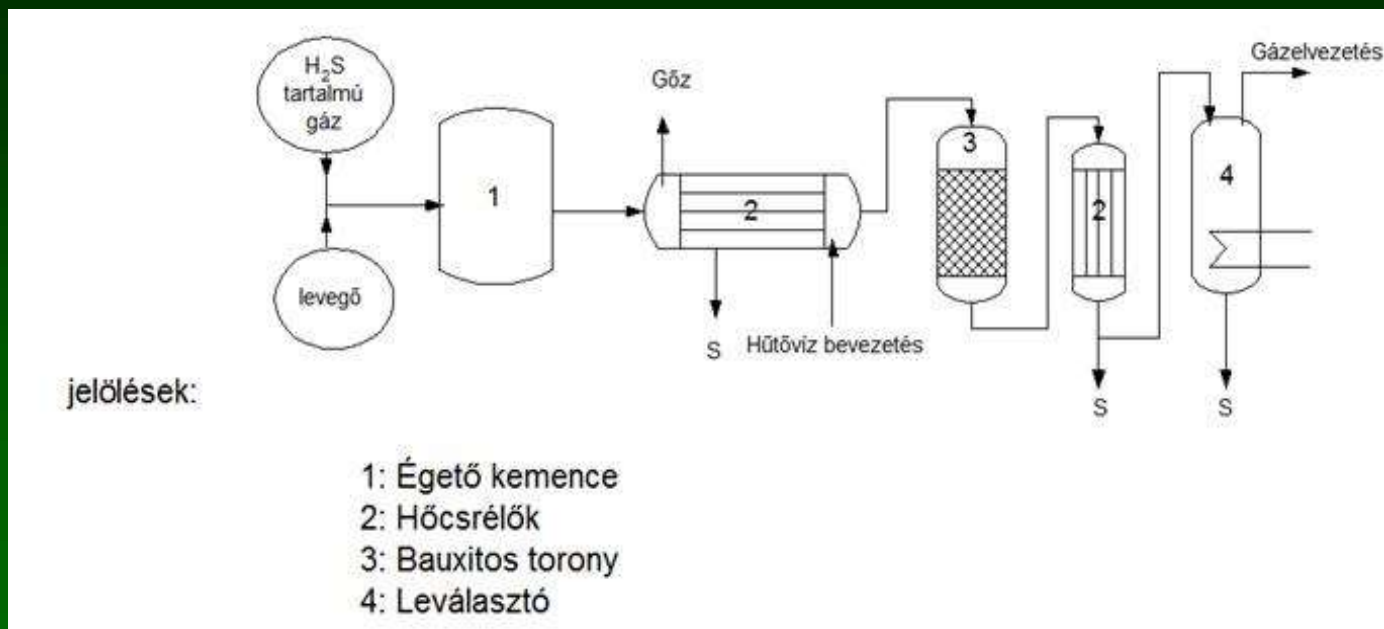 H₂S
tartalmú
gáz
levegő
1
Gőz
2
S
Hűtővíz bevezetés
3
2
S
4
Gázelvezetés
S
jelölések:
1: Égető kemence
2: Hőcsrélők
3: Bauxitos torony
4: Leválasztó